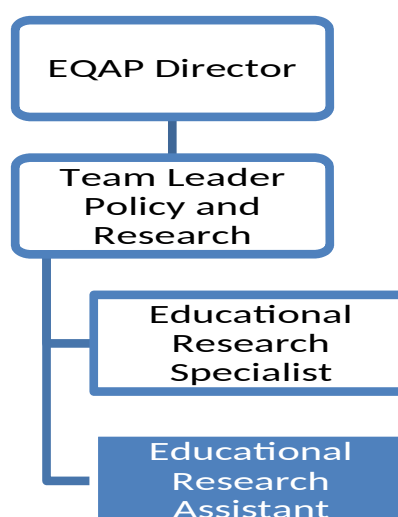 EQAP Director
Team Leader
Policy and
Research
Educational
Research
Specialist
Educational
Research
Assistant